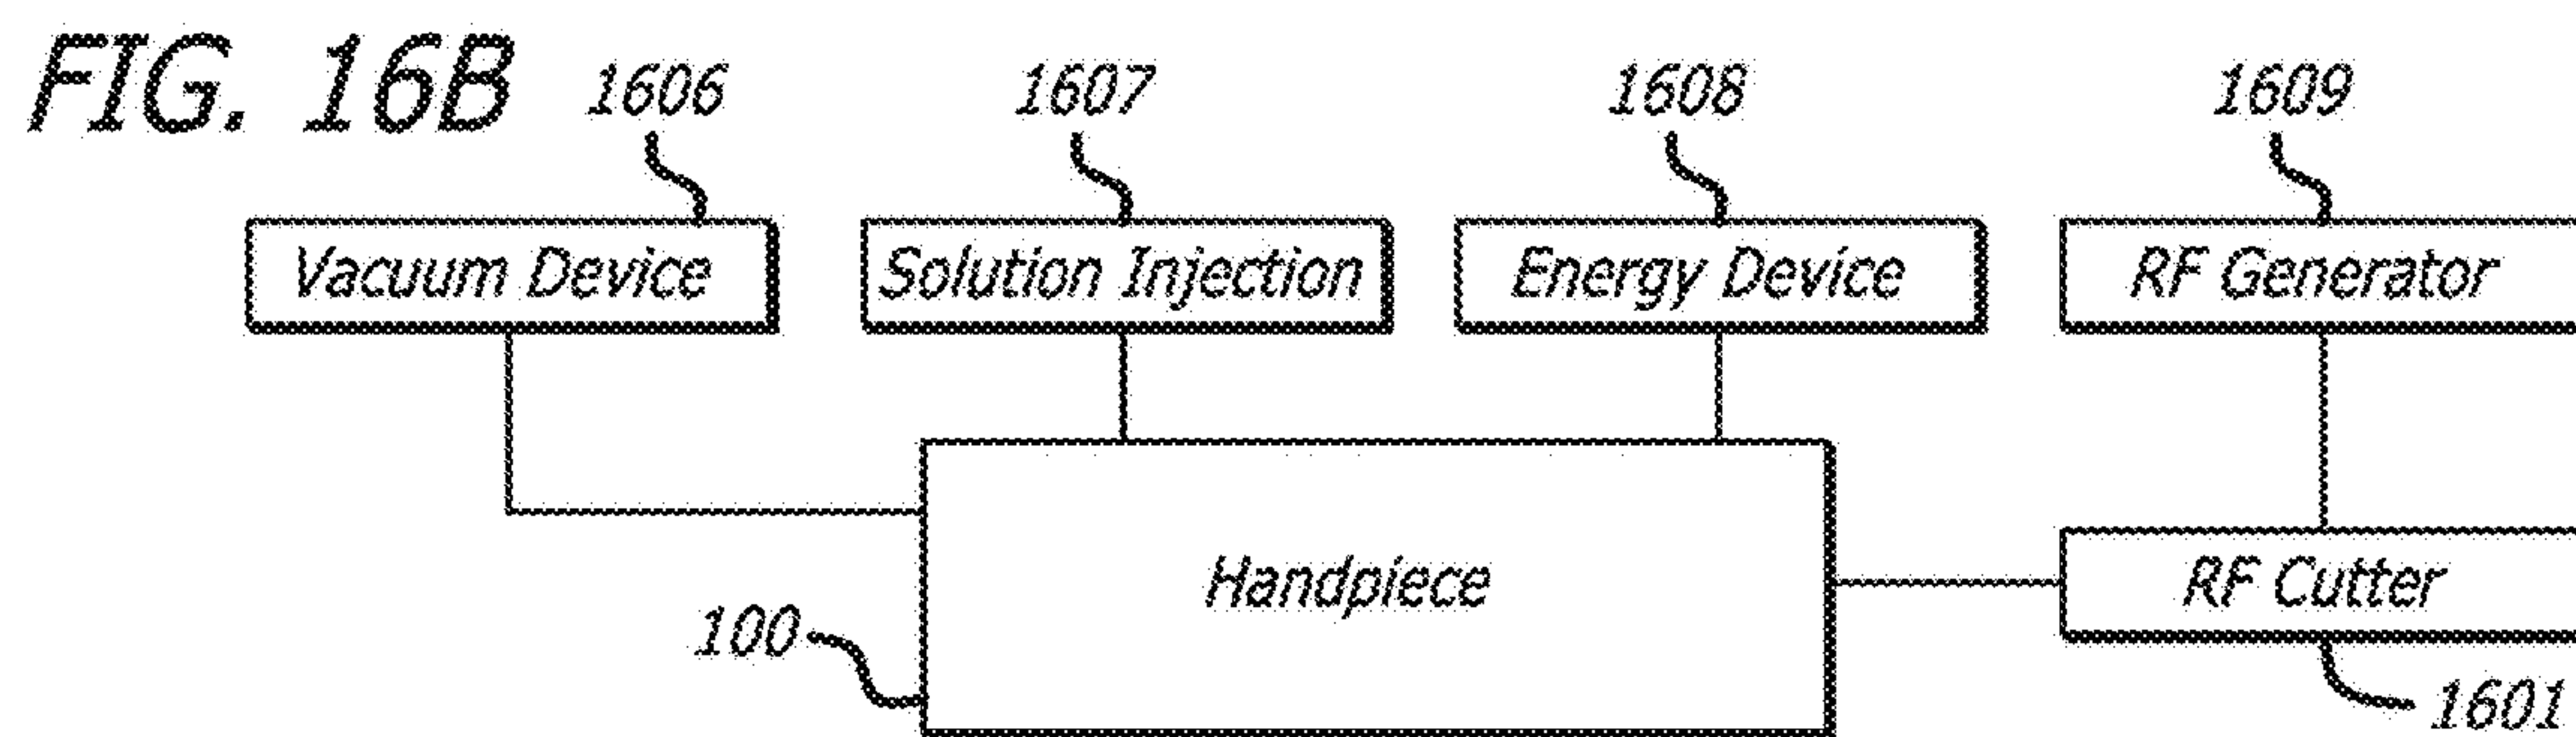 FIG. 16B
1606 1607 1608 1609
Vacuum Device Solution Injection Energy Device RF Generator
Handpiece RF Cutter
100
1601